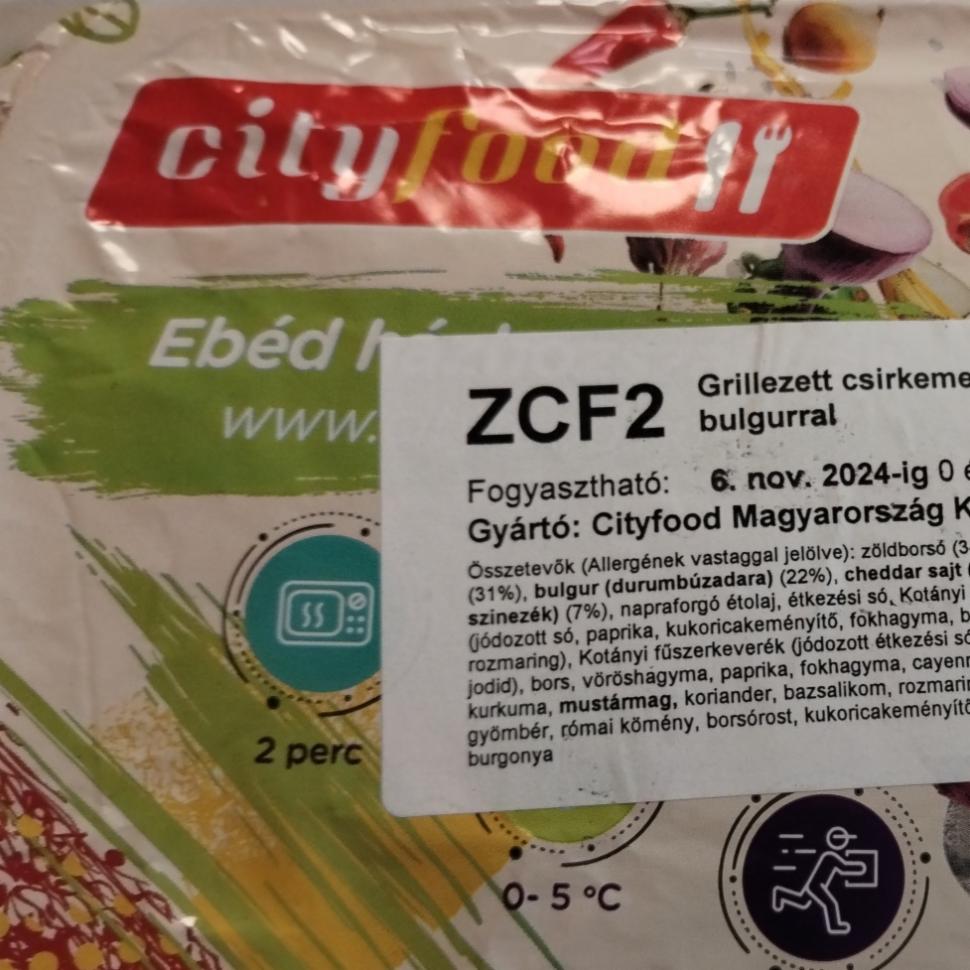 cityfood
Ebéd
www.
ZCF2
Grillezett csirkeme
bulgurral
Fogyasztható: 6. nov. 2024-ig 0 é
Gyártó: Cityfood Magyarország K
Összetevők (Allergének vastaggal jelölve): zöldborsó (3
(31%), bulgur (durumbúzadara) (22%), cheddar sajt (
szinezék) (7%), napraforgó étolaj, étkezési só, Kotányi
(jódozott só, paprika, kukoricakeményítő, fokhagyma, b
rozmaring), Kotányi fűszerkeverék (jódozott étkezési só
jodid), bors, vöröshagyma, paprika, fokhagyma, cayenn
kurkuma, mustármag, koriander, bazsalikom, rozmarin
gyömbér, római kömény, borsórost, kukoricakeményítő
burgonya
2 perc
0- 5 °C